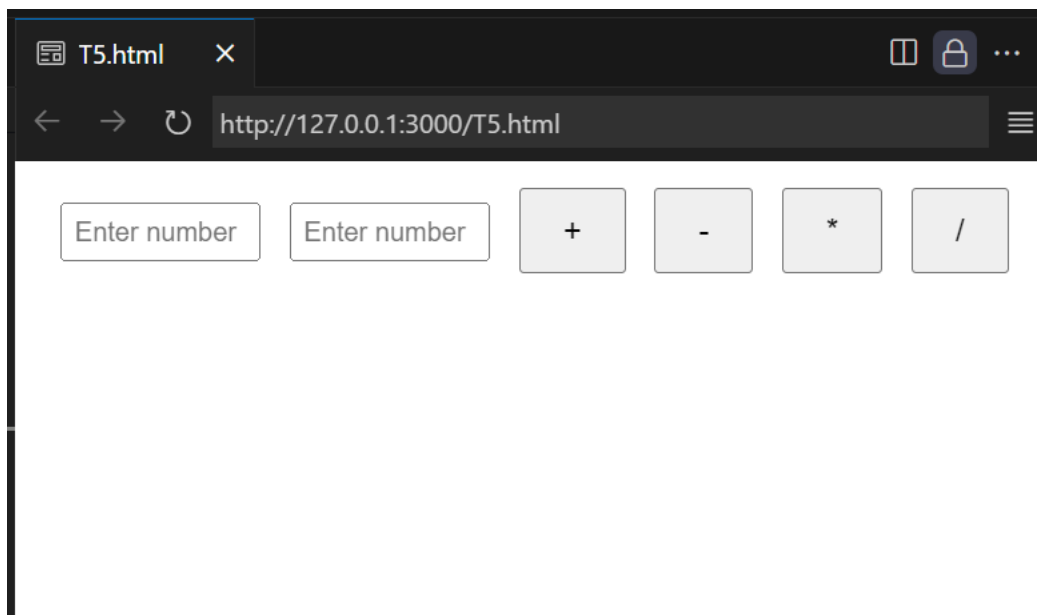 T5.html
http://127.0.0.1:3000/T5.html
Enter number Enter number + - * /